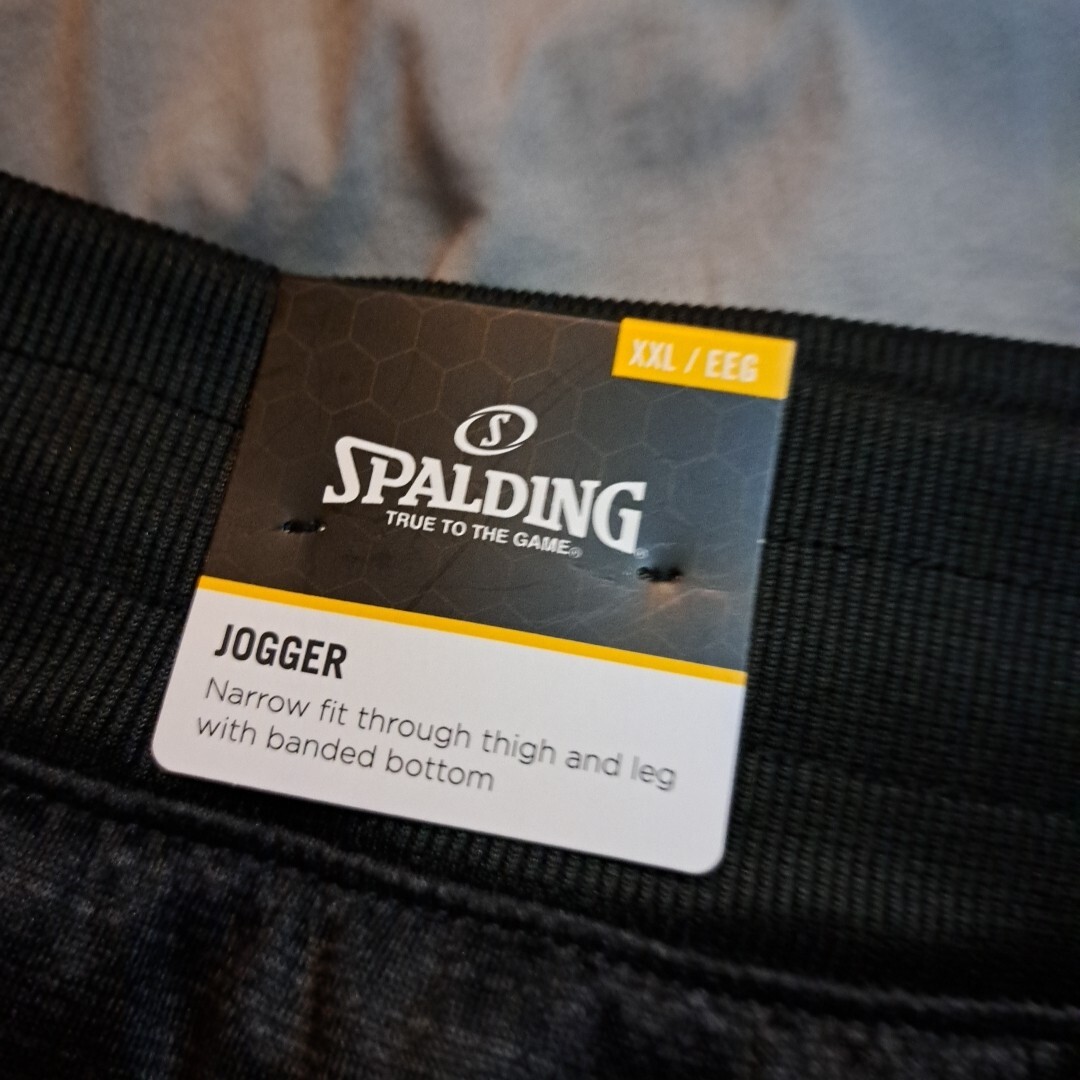 XXL / EEG
S
SPALDING®
TRUE TO THE GAME®
JOGGER
Narrow fit through thigh and leg
with banded bottom